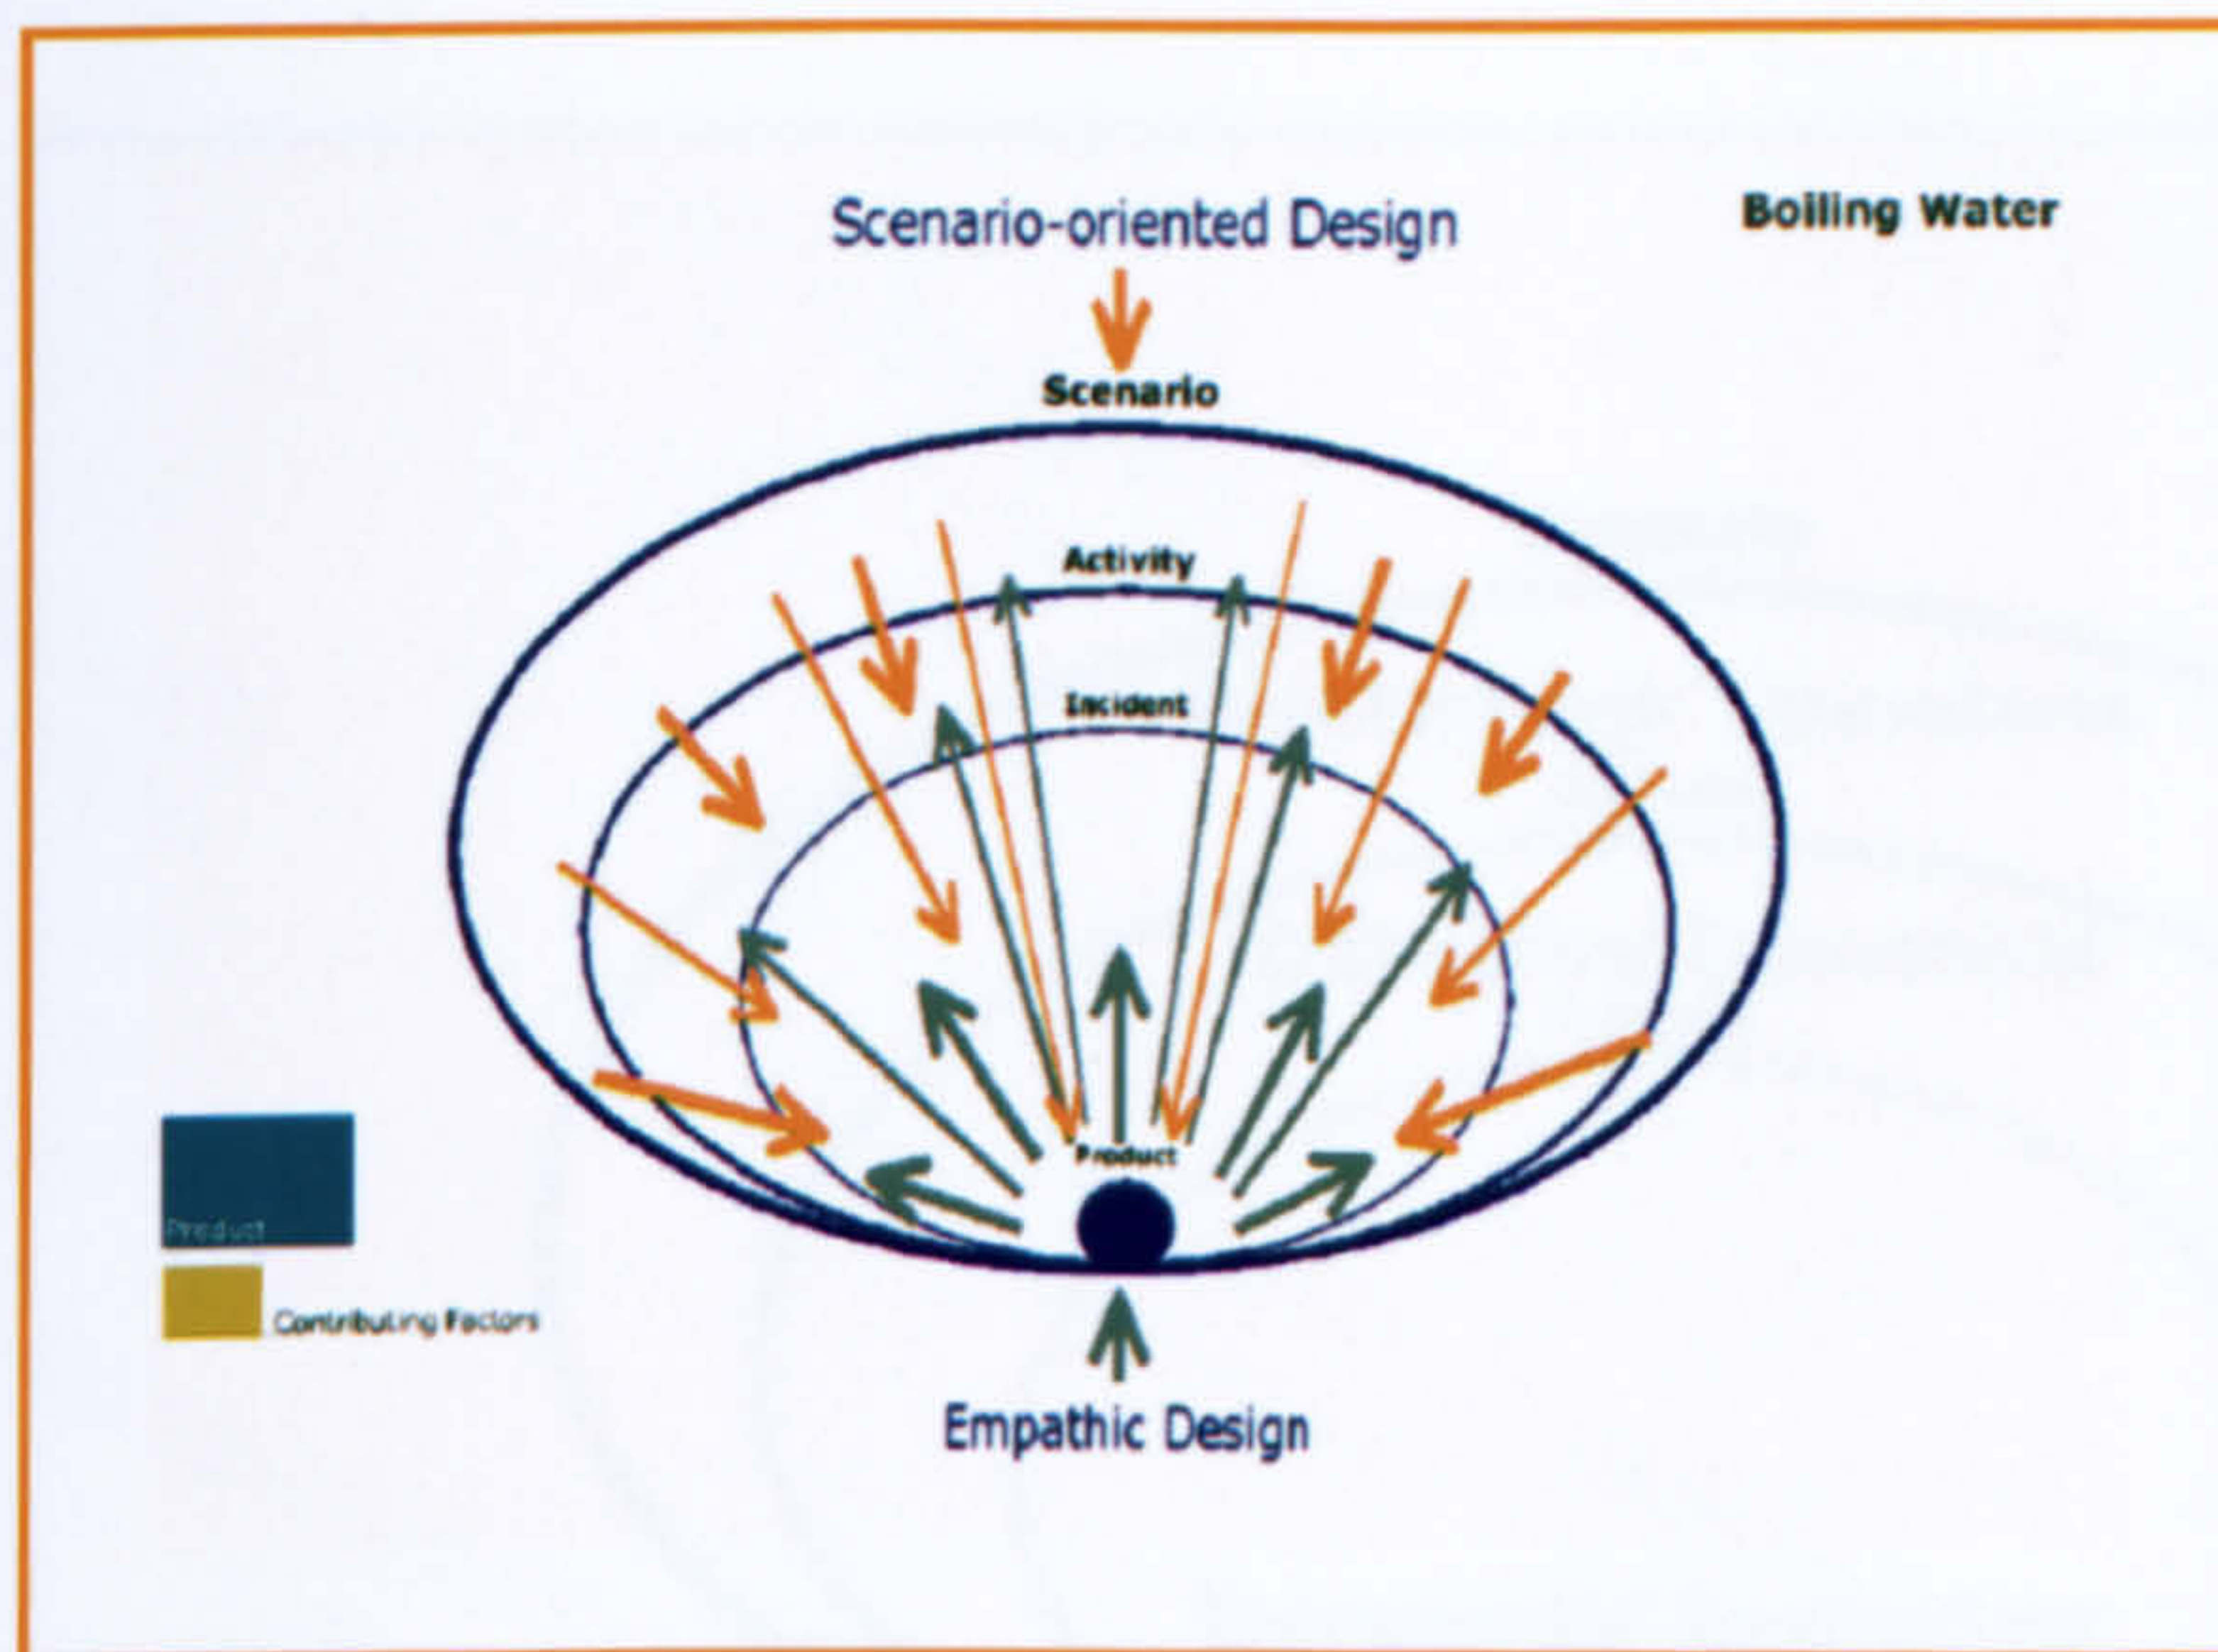 Scenario-oriented Design
Boiling Water
Scenario
Activity
Incident
Product
Product
Contributing Factors
Empathic Design